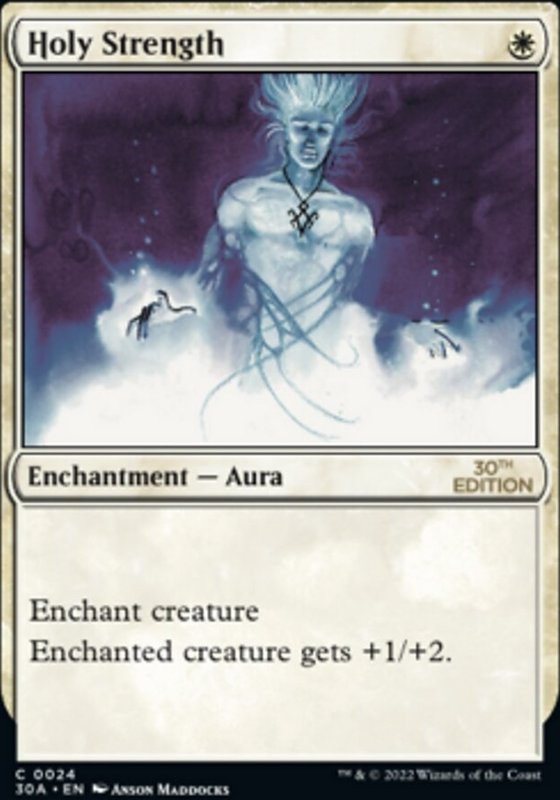 Holy Strength
Enchantment — Aura
30TH
EDITION
Enchant creature
Enchanted creature gets +1/+2.
C 0024
30A • EN Anson Maddocks
™ & © 2022 Wizards of the Coast